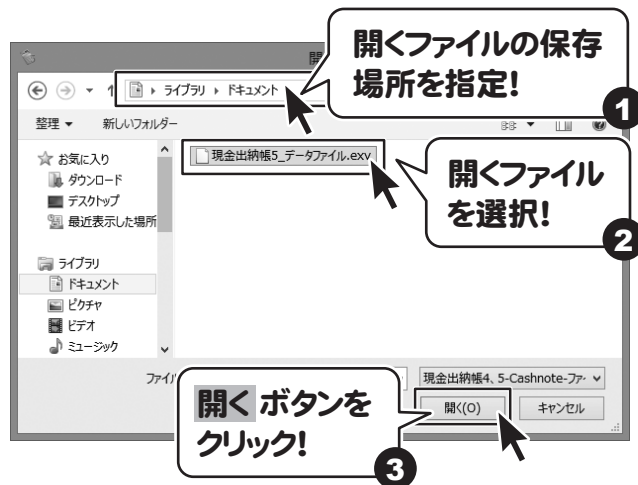 開くファイルの保存
場所を指定!
1
開
ライブラリ ▸ ドキュメント
整理 ▼ 新しいフォルダー
お気に入り
ダウンロード
デスクトップ
最近表示した場所
ライブラリ
ドキュメント
ピクチャ
ビデオ
ミュージック
現金出納帳5_データファイル.exv
開くファイル
を選択!
2
ファイル
現金出納帳4、5-Cashnote-ファ
開く(O) キャンセル
開く ボタンを
クリック!
3